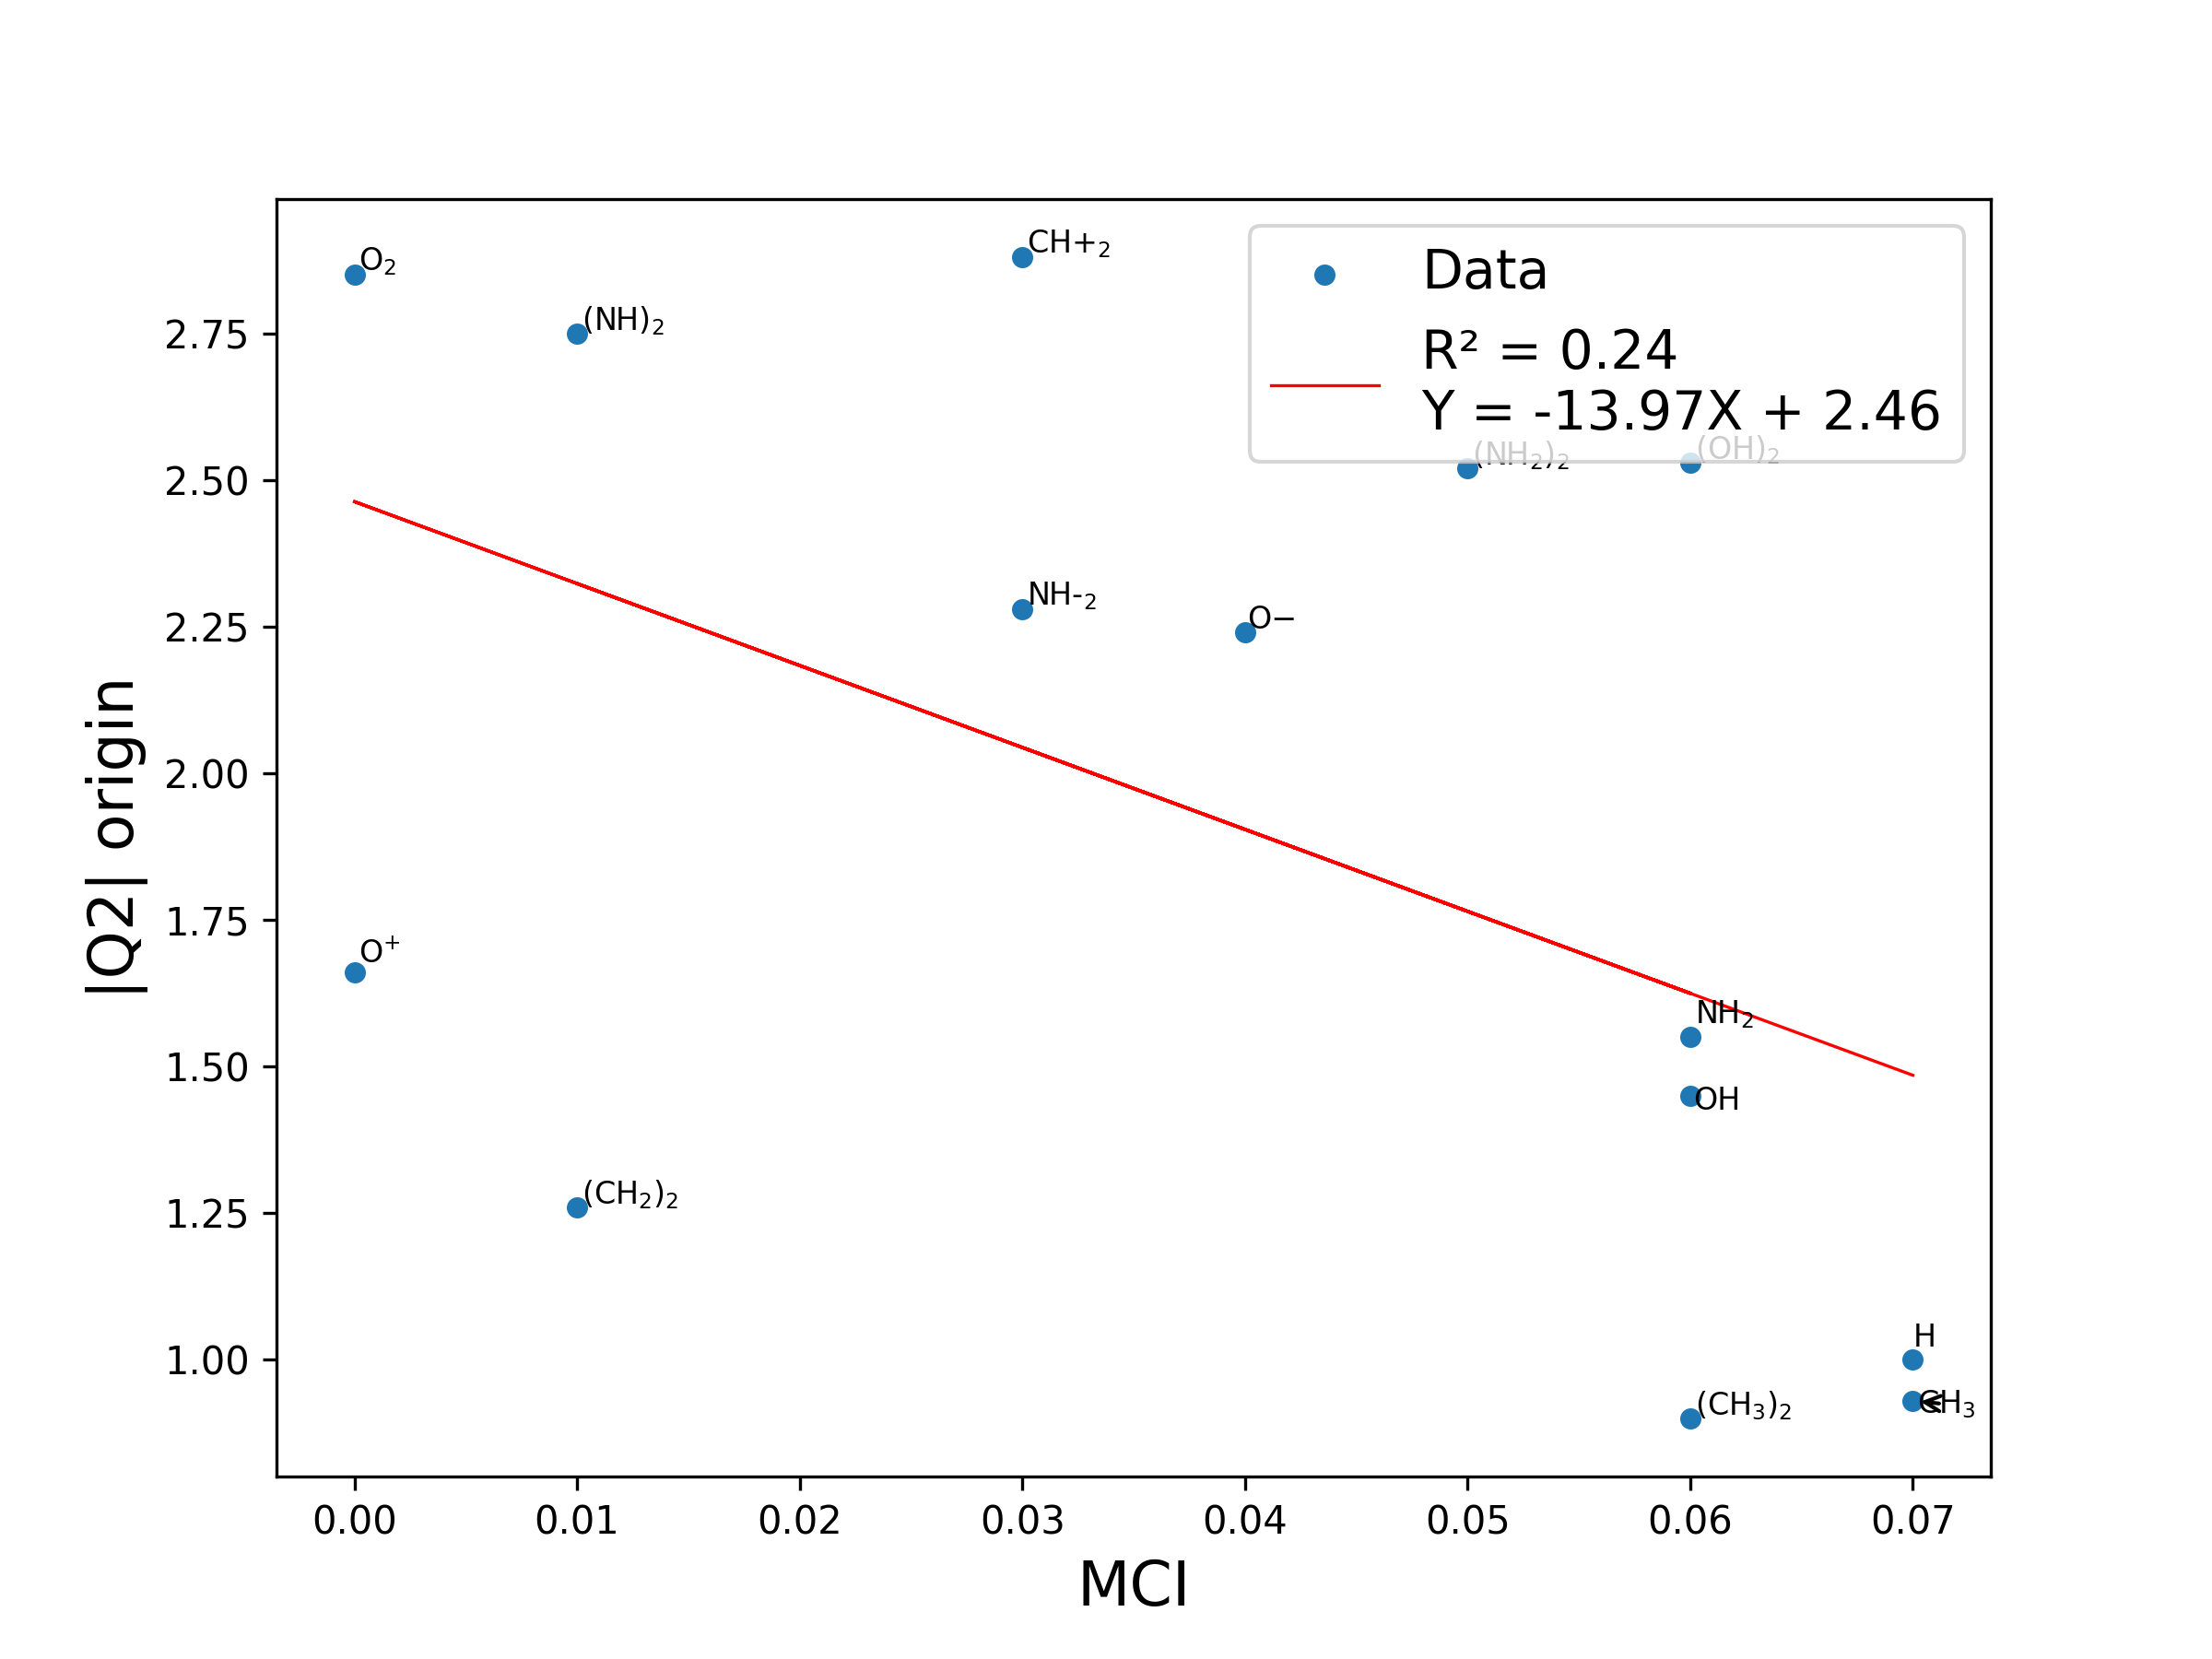 O₂
CH+₂
(NH)₂
Data
R² = 0.24
Y = -13.97X + 2.46
(NH₂)₂
(OH)₂
NH-₂
O−
O⁺
NH₂
OH
(CH₂)₂
H
(CH₃)₂
CH₃
2.75
2.50
2.25
2.00
1.75
1.50
1.25
1.00
|Q2| origin
0.00 0.01 0.02 0.03 0.04 0.05 0.06 0.07
MCI